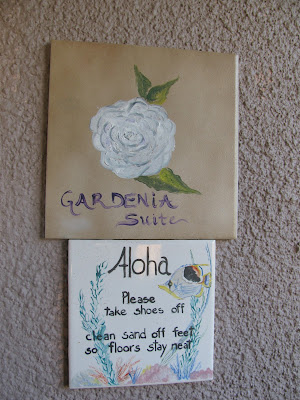 GARDENIA
Suite
Aloha
Please
take shoes off
clean sand off feet
so floors stay neat